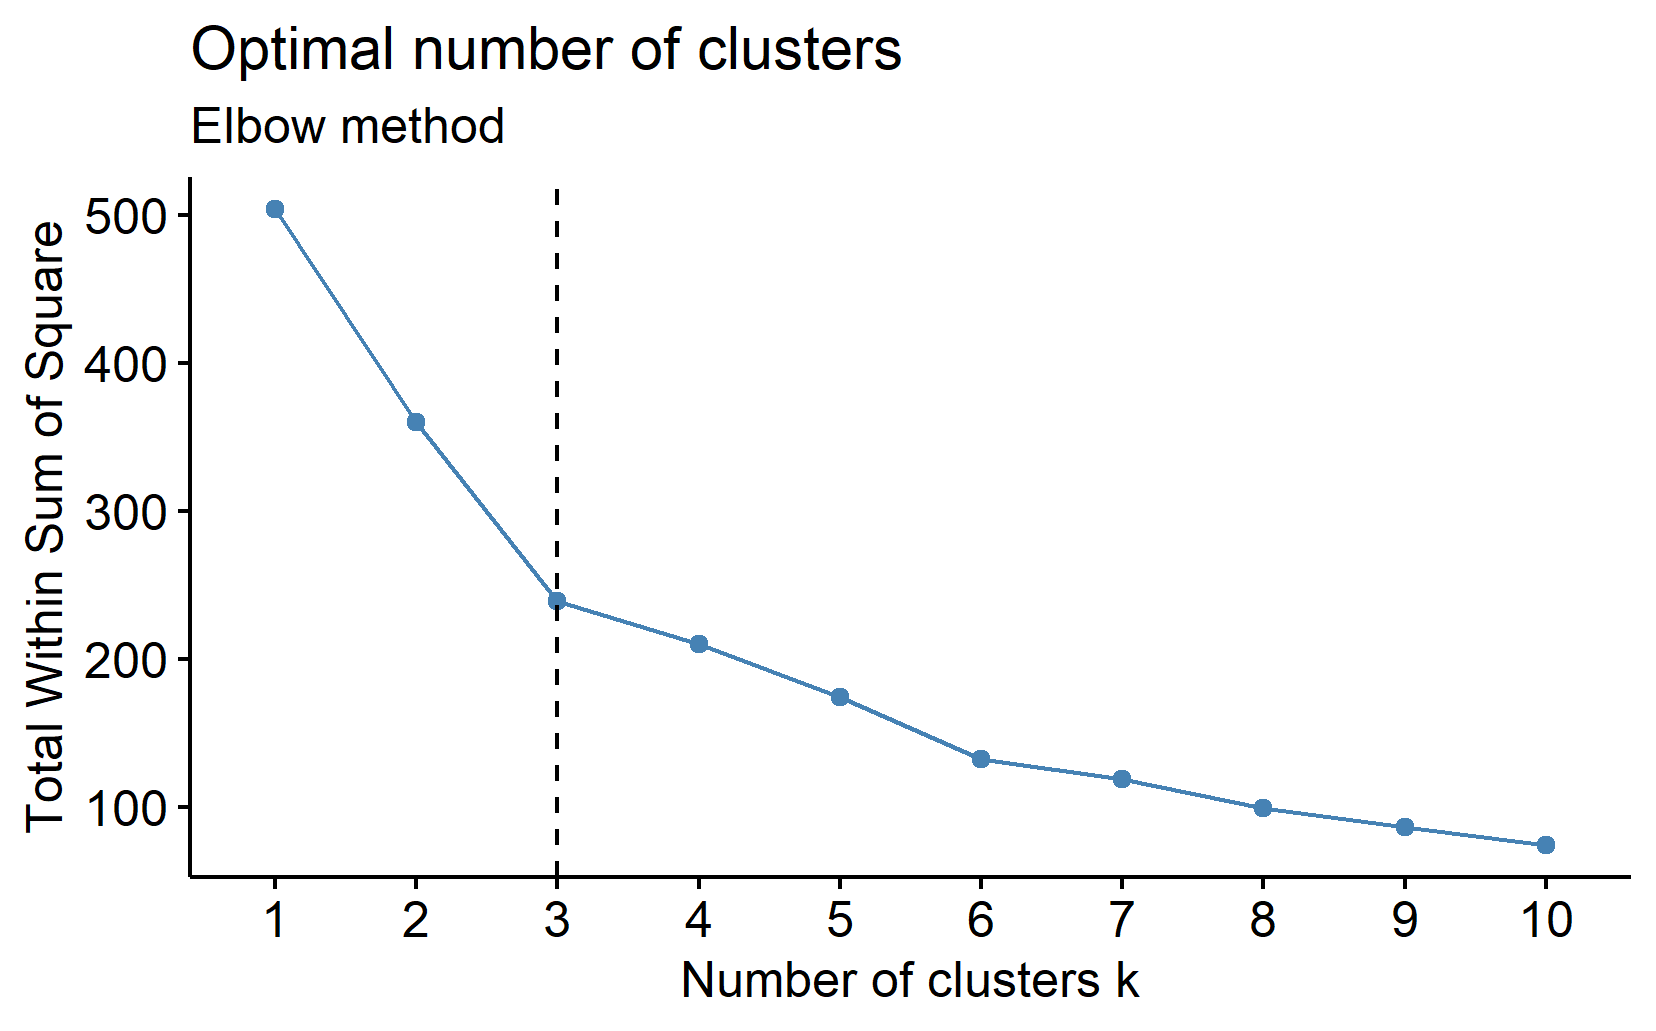 Optimal number of clusters
Elbow method
Total Within Sum of Square
500
400
300
200
100
1 2 3 4 5 6 7 8 9 10
Number of clusters k